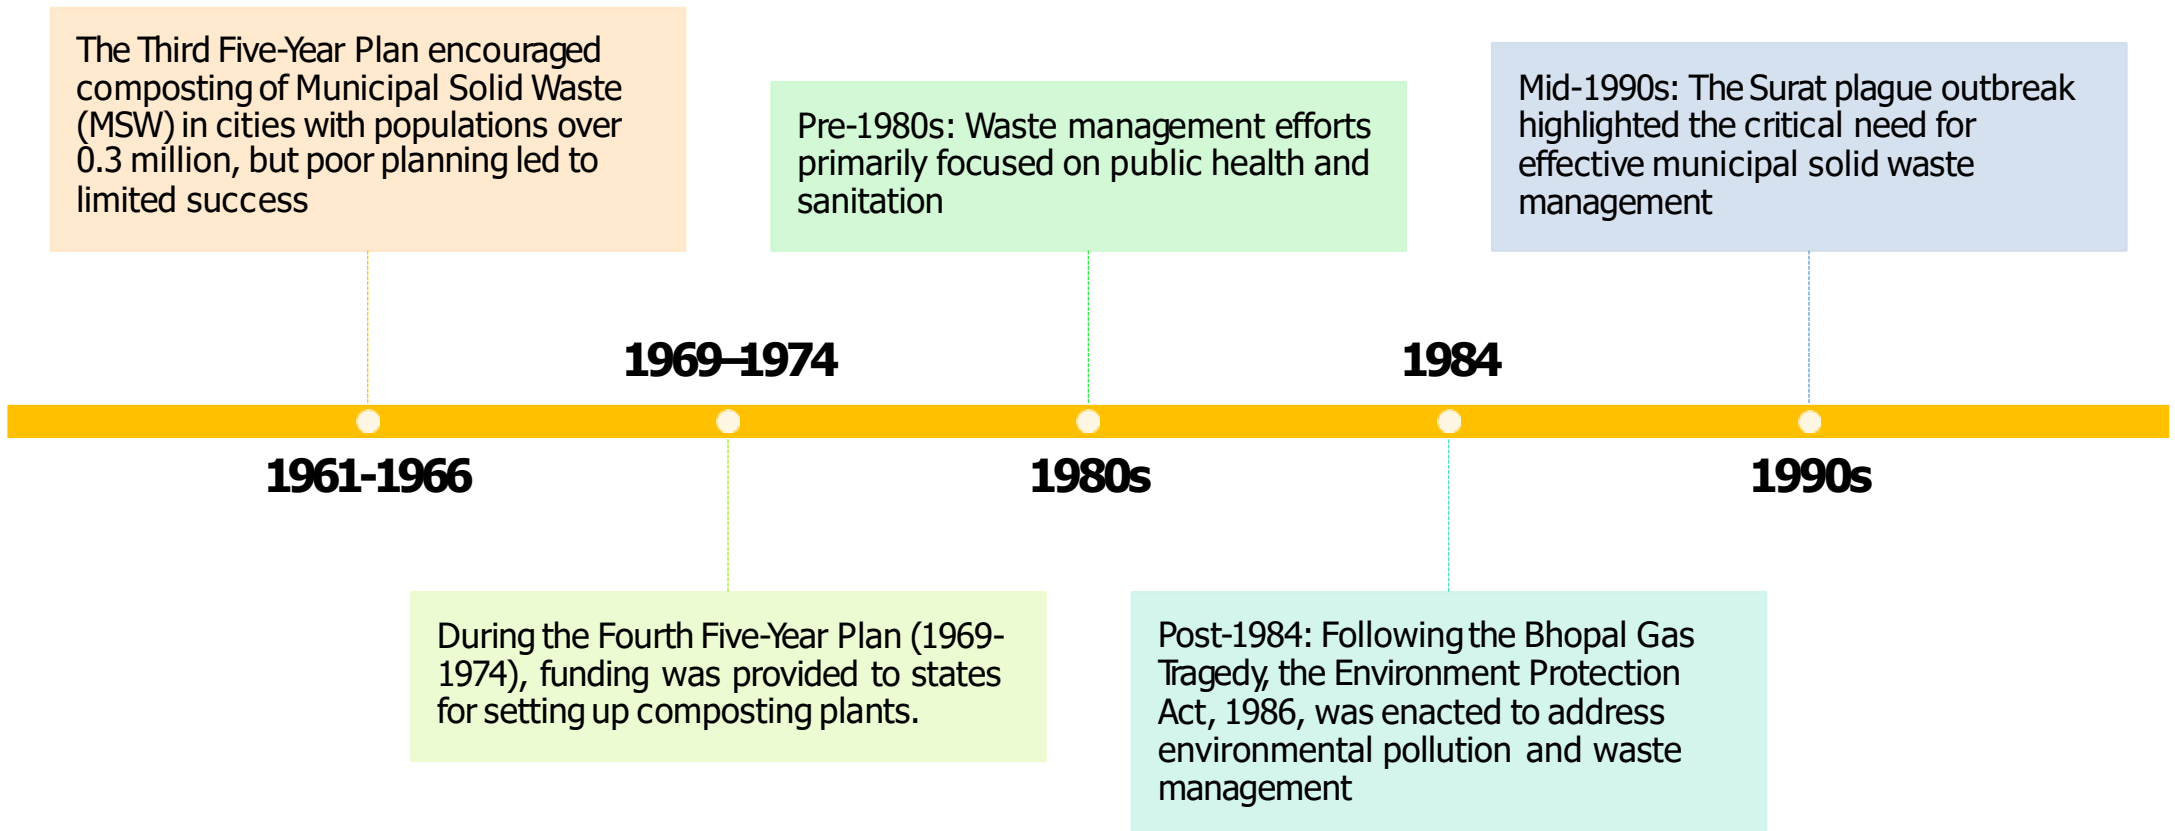 The Third Five-Year Plan encouraged
composting of Municipal Solid Waste
(MSW) in cities with populations over
0.3 million, but poor planning led to
limited success
Pre-1980s: Waste management efforts
primarily focused on public health and
sanitation
Mid-1990s: The Surat plague outbreak
highlighted the critical need for
effective municipal solid waste
management
1969–1974
1984
1961-1966
1980s
1990s
During the Fourth Five-Year Plan (1969-
1974), funding was provided to states
for setting up composting plants.
Post-1984: Following the Bhopal Gas
Tragedy, the Environment Protection
Act, 1986, was enacted to address
environmental pollution and waste
management